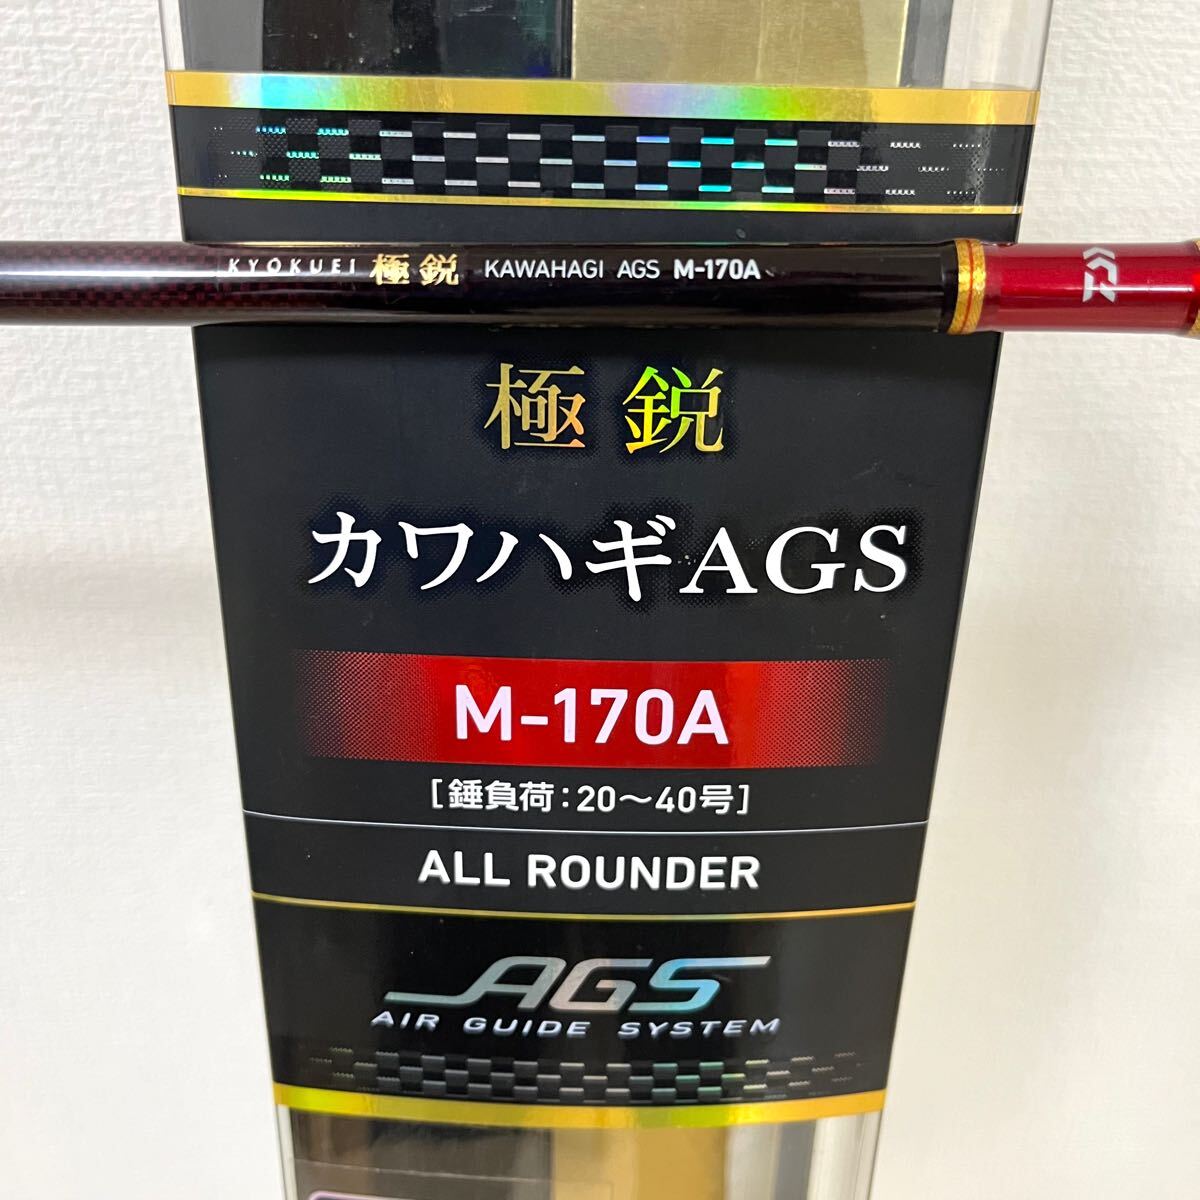 KYOKUEI 極鋭 KAWAHAGI AGS M-170A
極鋭
カワハギAGS
M-170A
[錘負荷:20〜40号]
ALL ROUNDER
AGS
AIR GUIDE SYSTEM